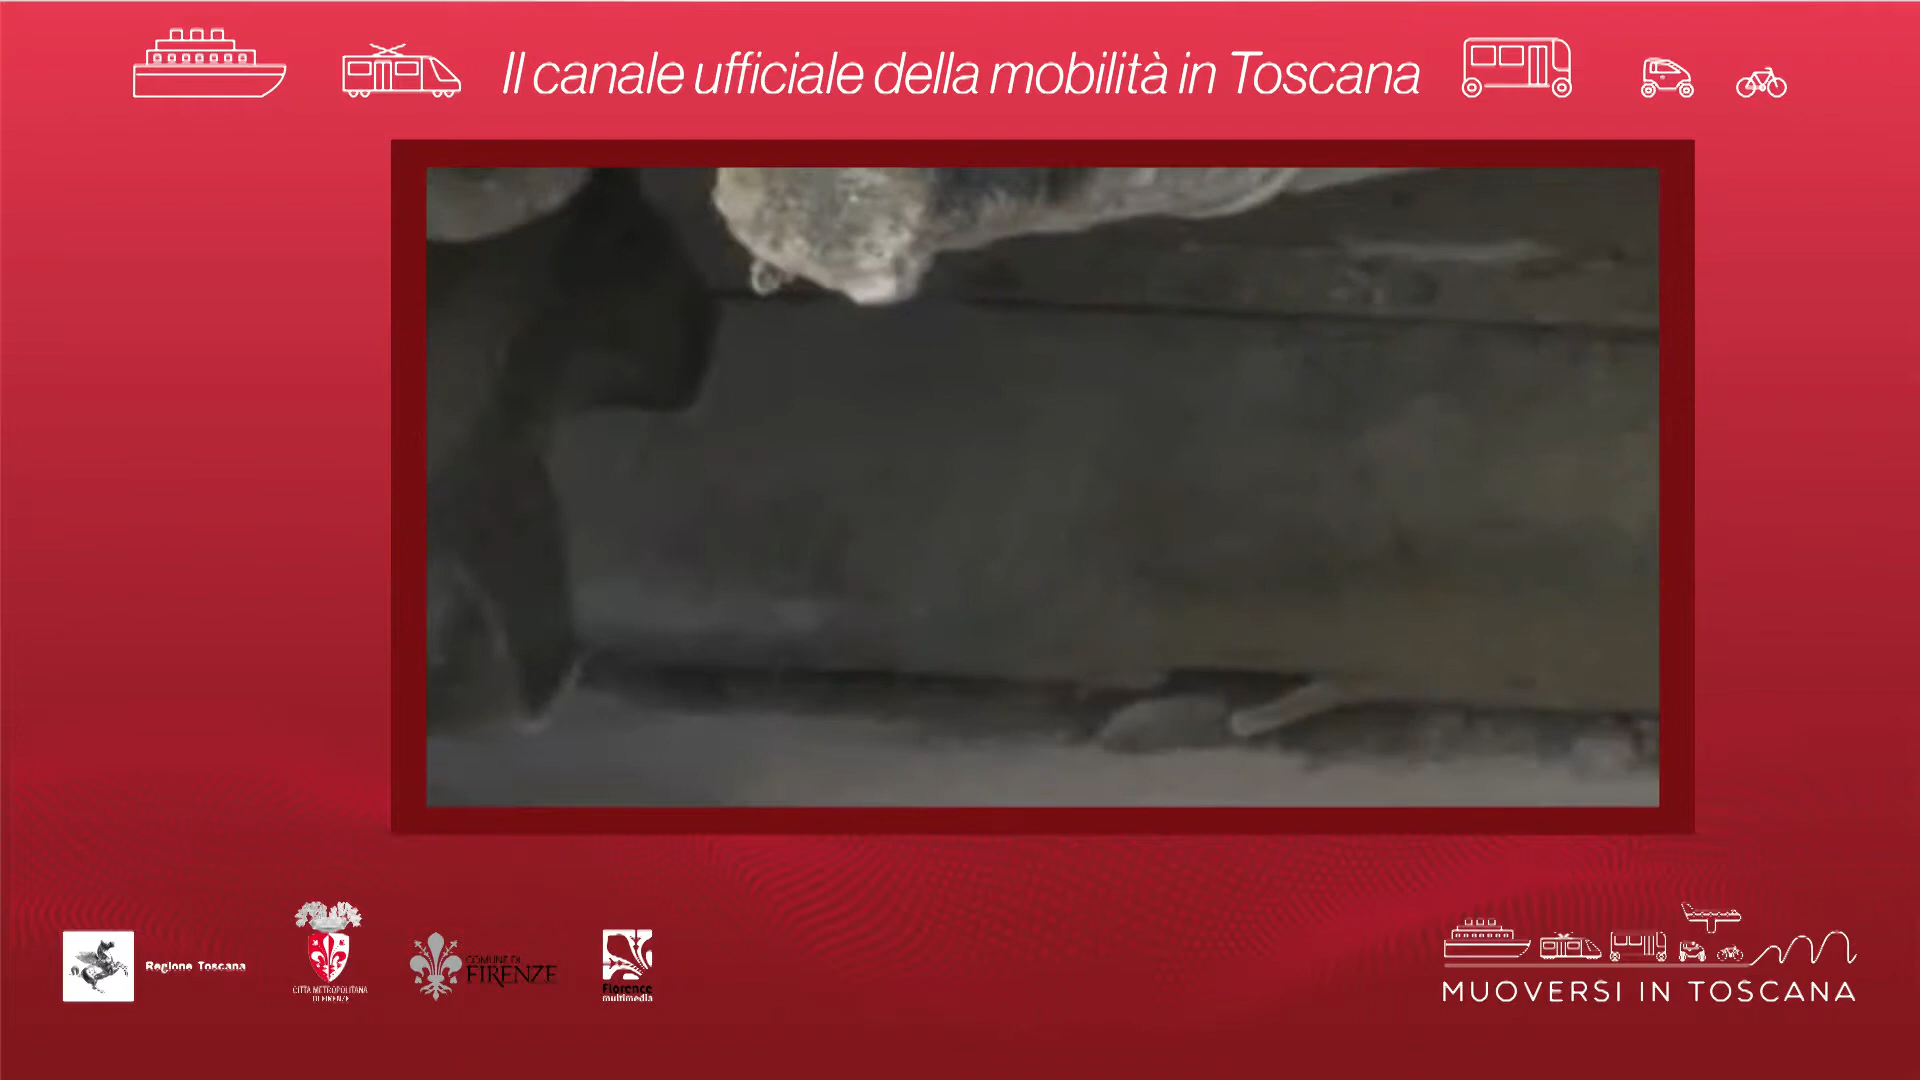 Il canale ufficiale della mobilità in Toscana
Regione Toscana
CITTÀ METROPOLITANA
DI FIRENZE
COMUNE DI
FIRENZE
Florence
multimedia
MUOVERSI IN TOSCANA